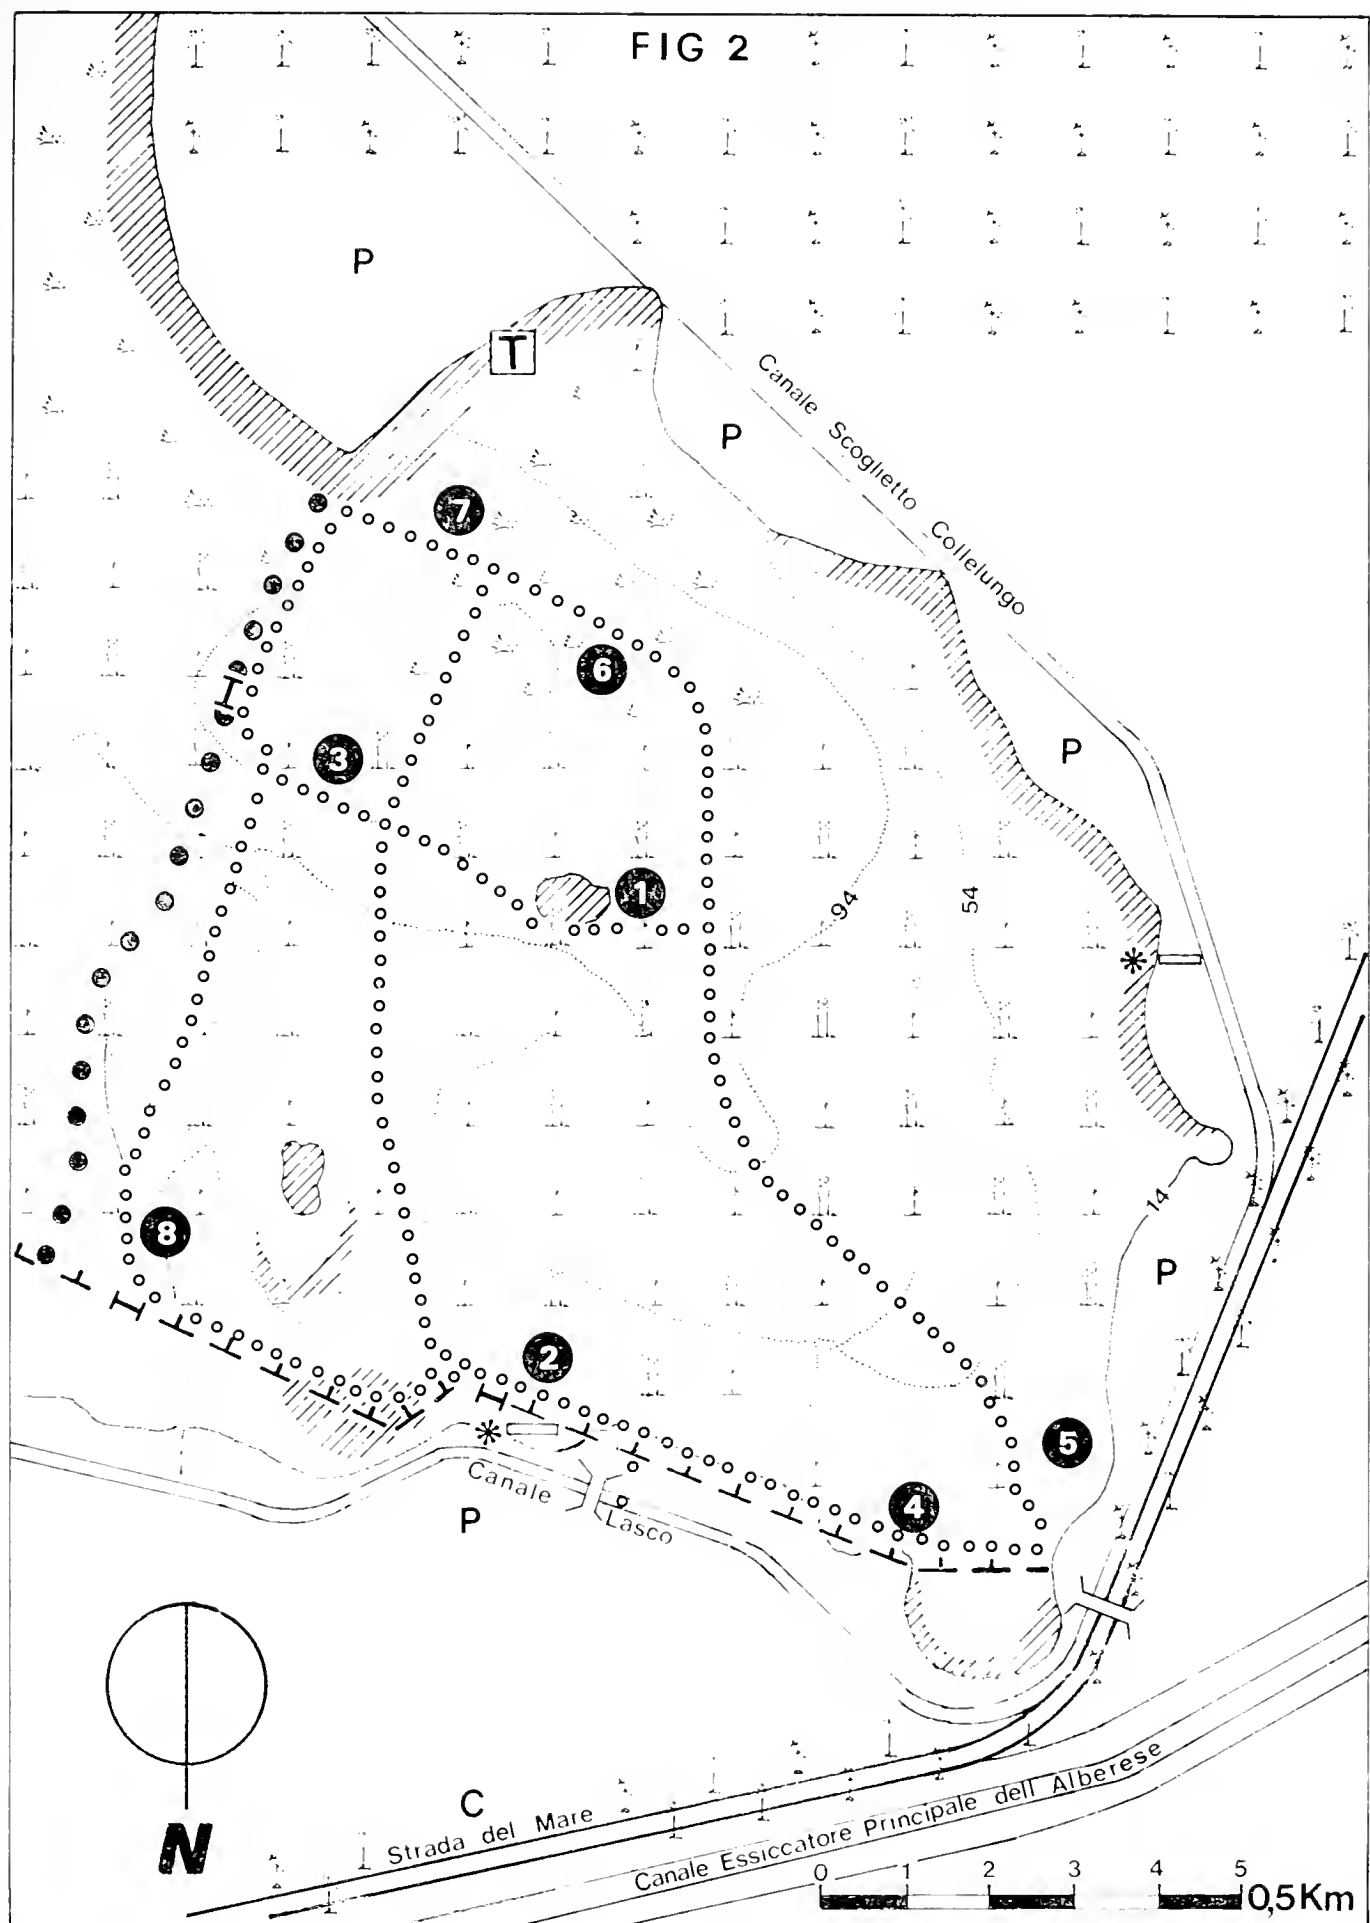 FIG 2
P
T
P
Canale Scoglietto Collelungo
7
6
P
3
1
94
54
14
8
P
2
5
4
Canale
Lasco
P
N
C
Strada del Mare
Canale Essiccatore Principale dell Alberese
0 1 2 3 4 5
0,5Km